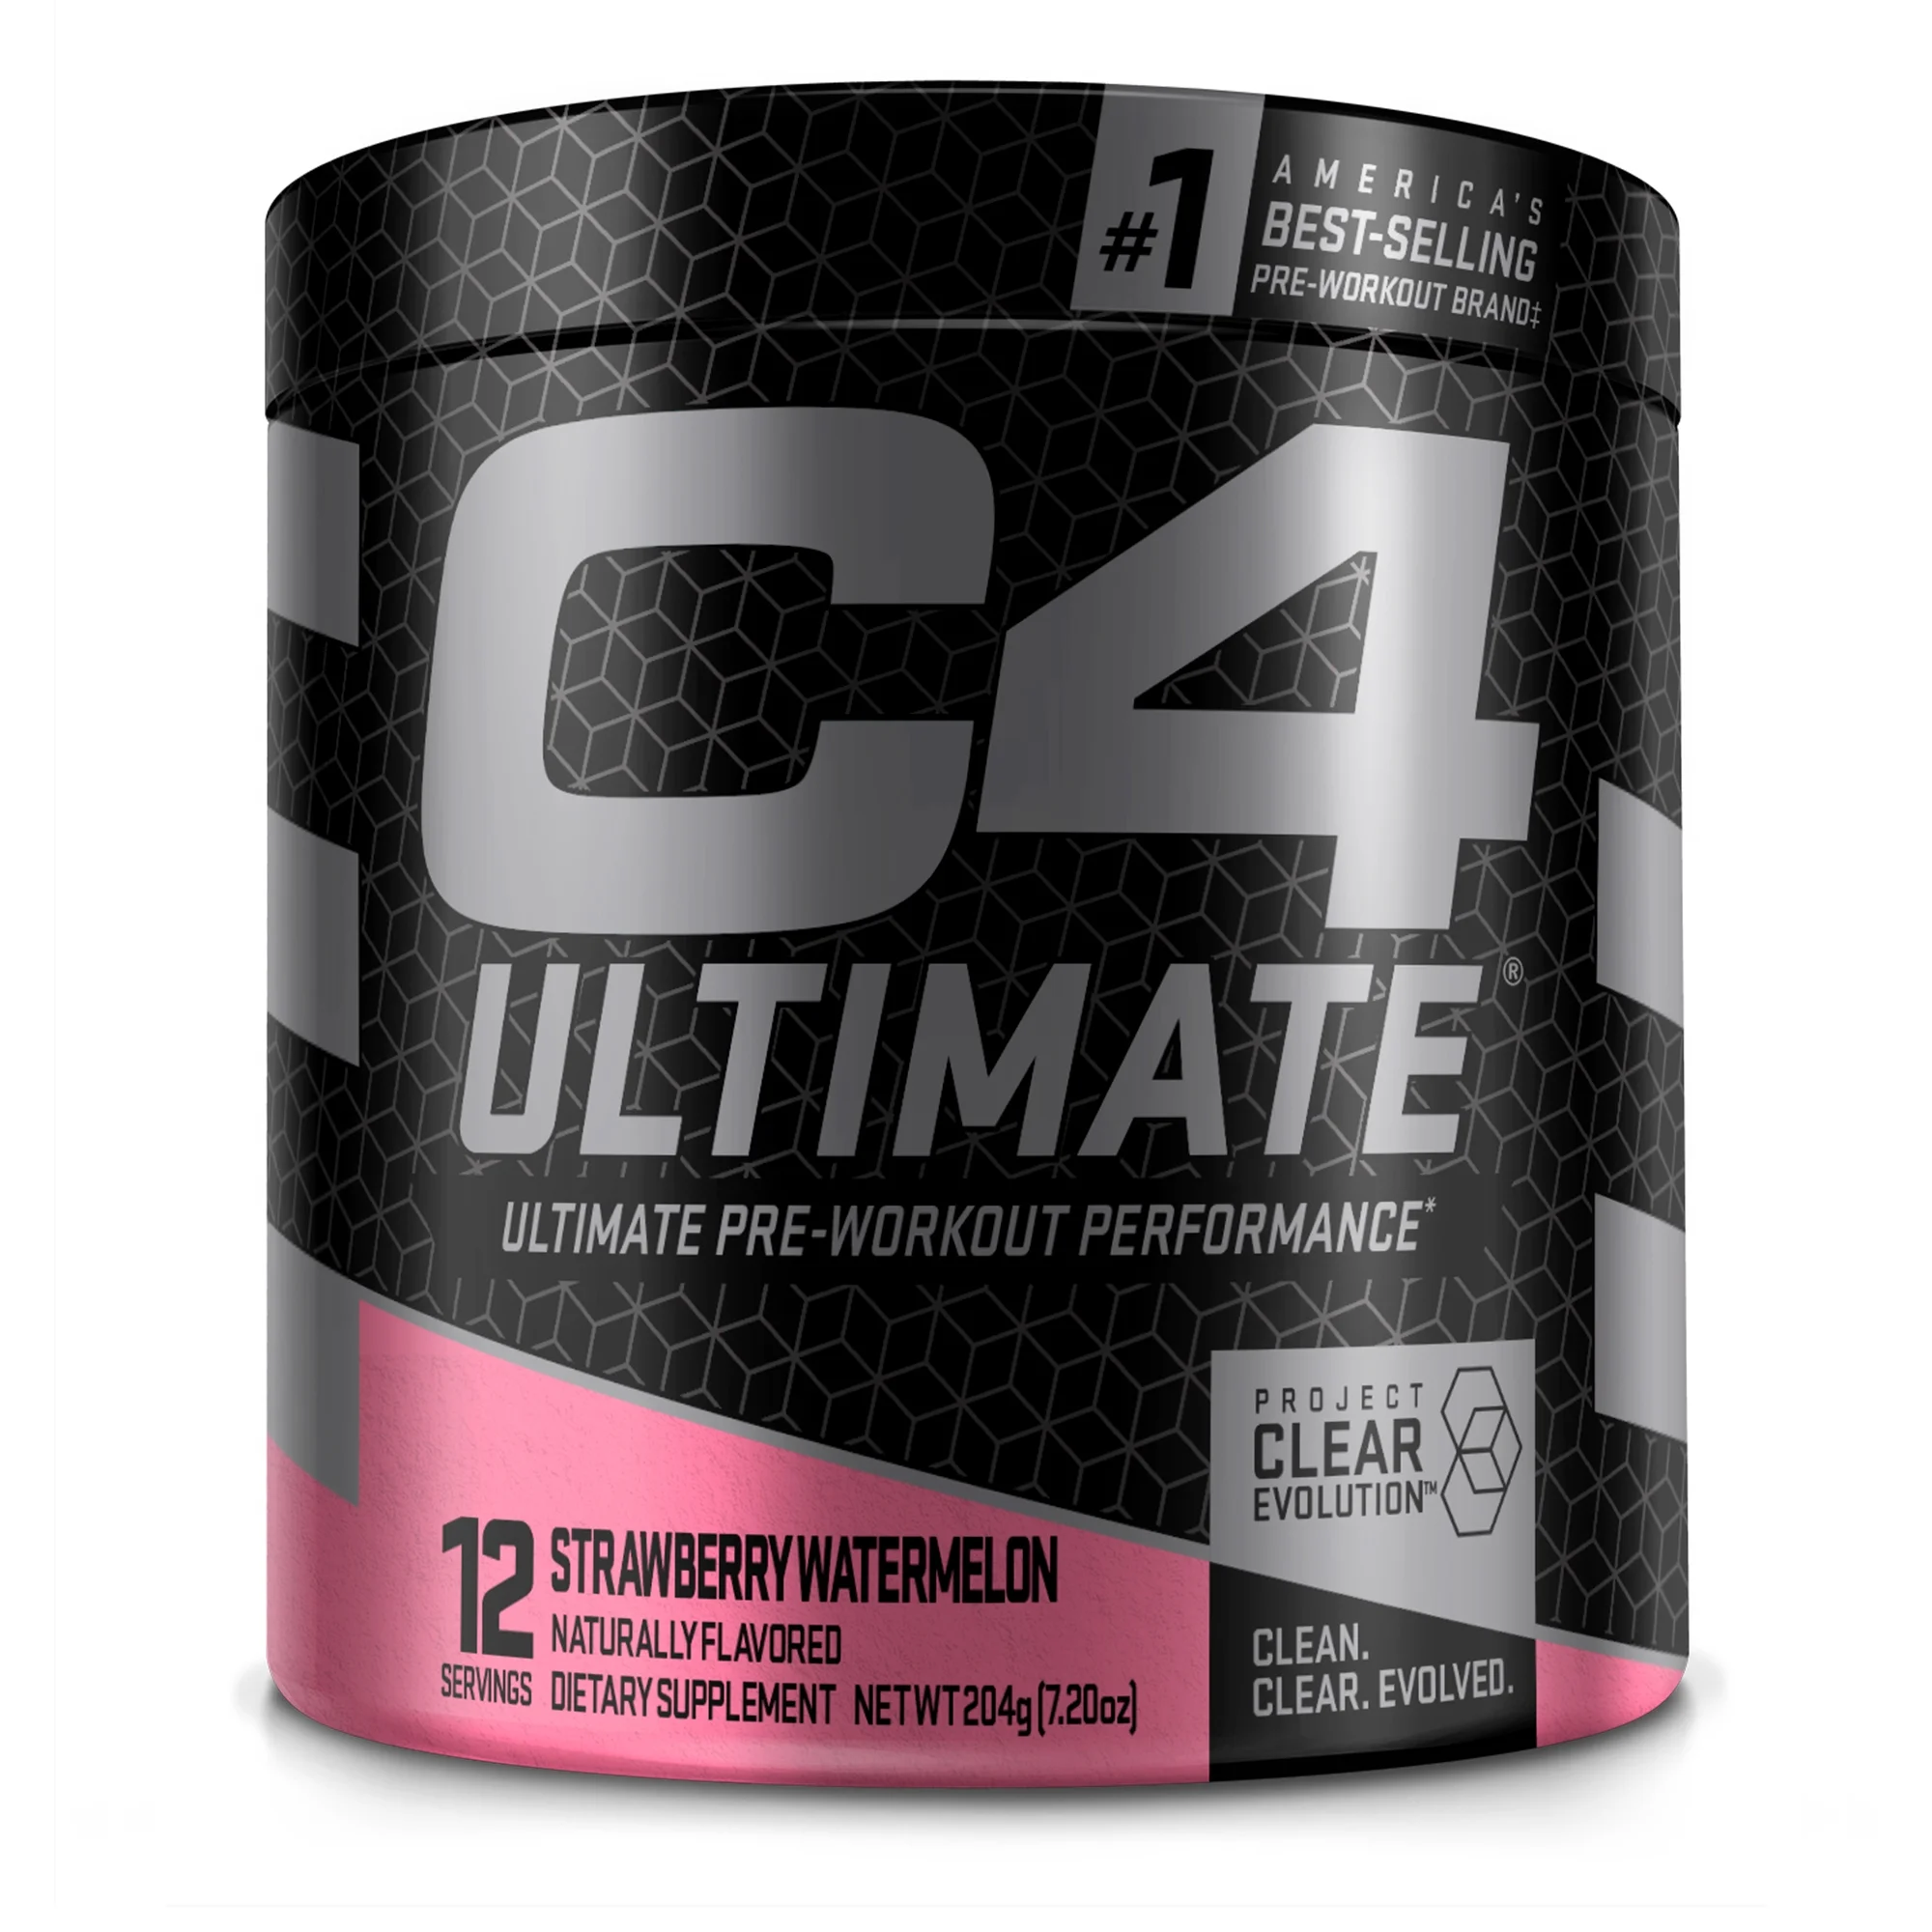 #1
AMERICA'S
BEST-SELLING
PRE-WORKOUT BRAND‡
C4
ULTIMATE®
ULTIMATE PRE-WORKOUT PERFORMANCE*
PROJECT
CLEAR
EVOLUTION™
12
SERVINGS
STRAWBERRY WATERMELON
NATURALLY FLAVORED
DIETARY SUPPLEMENT NET WT 204g (7.20oz)
CLEAN.
CLEAR. EVOLVED.